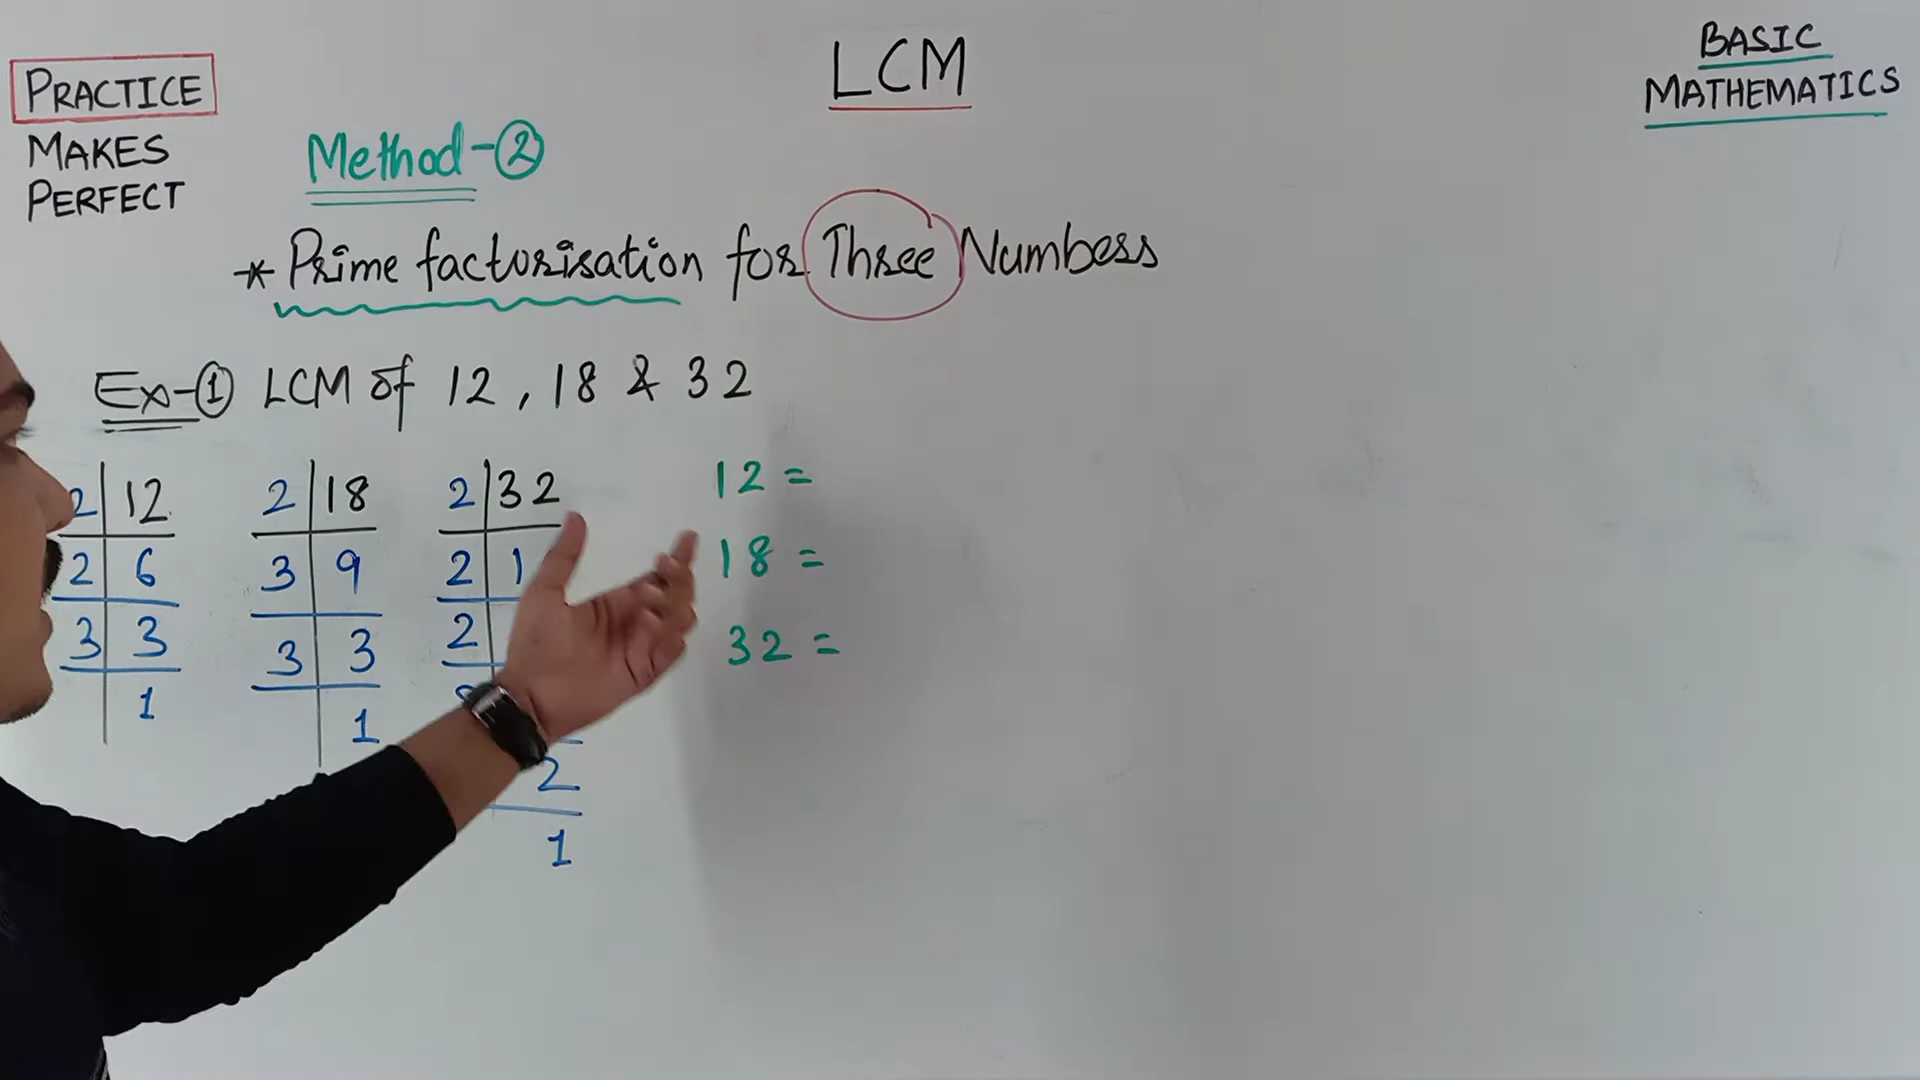 LCM
BASIC
MATHEMATICS
PRACTICE
MAKES
PERFECT
Method-②
* Prime factorisation for Three Numbers
Ex-① LCM of 12, 18 & 32
2 | 12
2 | 6
3 | 3
1
2 | 18
3 | 9
3 | 3
1
2 | 32
2 | 1
2
2
1
12 =
18 =
32 =